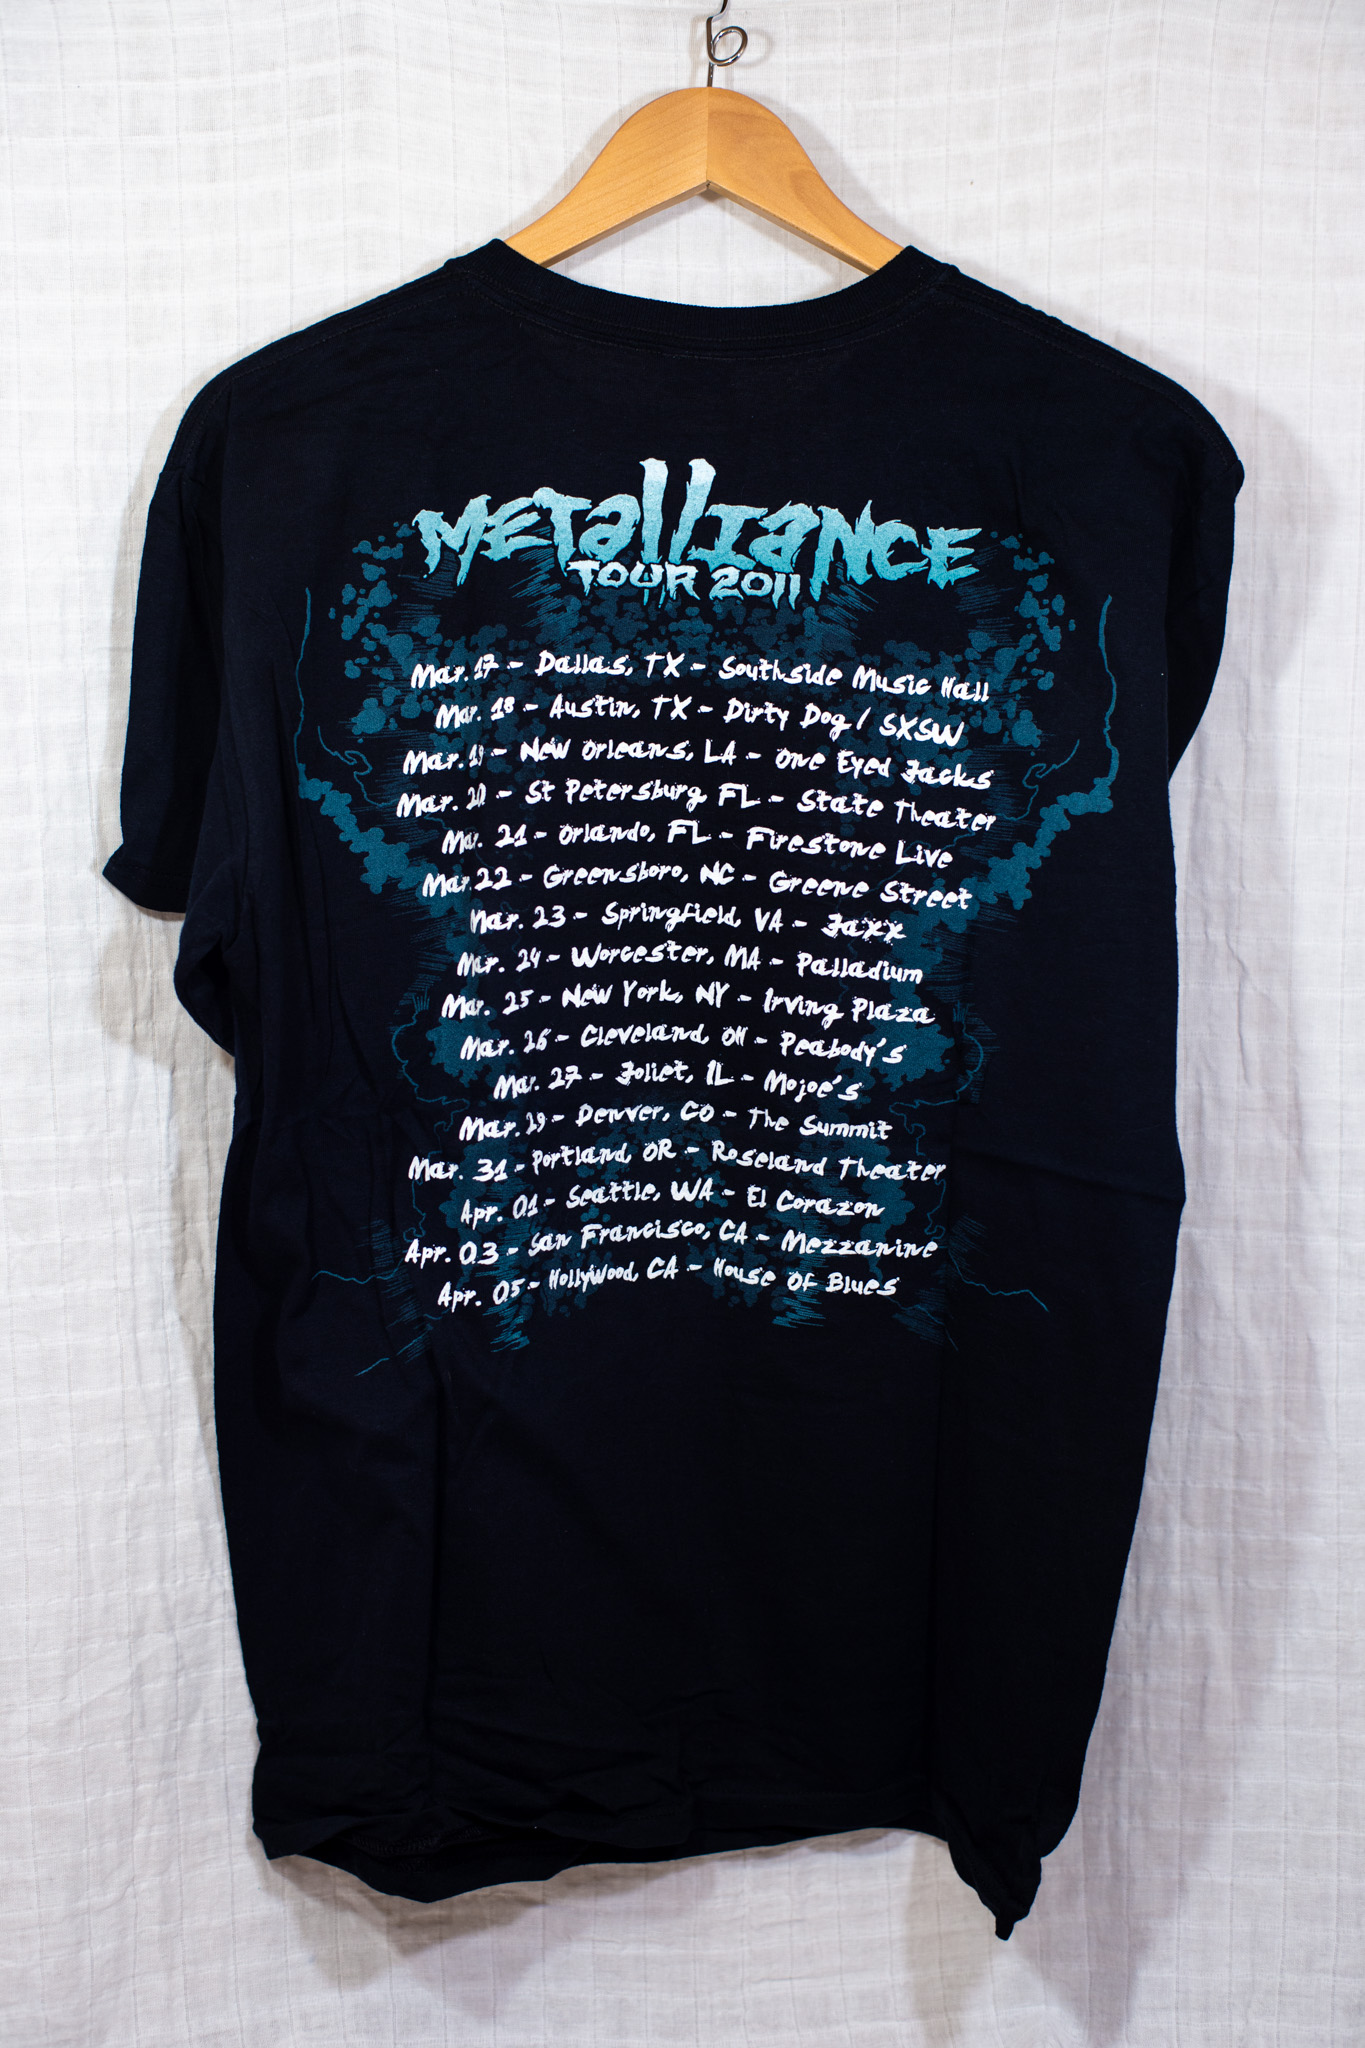 METALLIANCE
TOUR 2011
Mar. 17 - Dallas, TX - Southside Music Hall
Mar. 18 - Austin, TX - Dirty Dog / SXSW
Mar. 19 - New Orleans, LA - One Eyed Jacks
Mar. 20 - St Petersburg, FL - State Theater
Mar. 21 - Orlando, FL - Firestone Live
Mar. 22 - Greensboro, NC - Greene Street
Mar. 23 - Springfield, VA - Jaxx
Mar. 24 - Worcester, MA - Palladium
Mar. 25 - New York, NY - Irving Plaza
Mar. 26 - Cleveland, OH - Peabody's
Mar. 27 - Joliet, IL - Mojoe's
Mar. 29 - Denver, CO - The Summit
Mar. 31 - Portland, OR - Roseland Theater
Apr. 01 - Seattle, WA - El Corazon
Apr. 03 - San Francisco, CA - Mezzanine
Apr. 05 - Hollywood, CA - House Of Blues